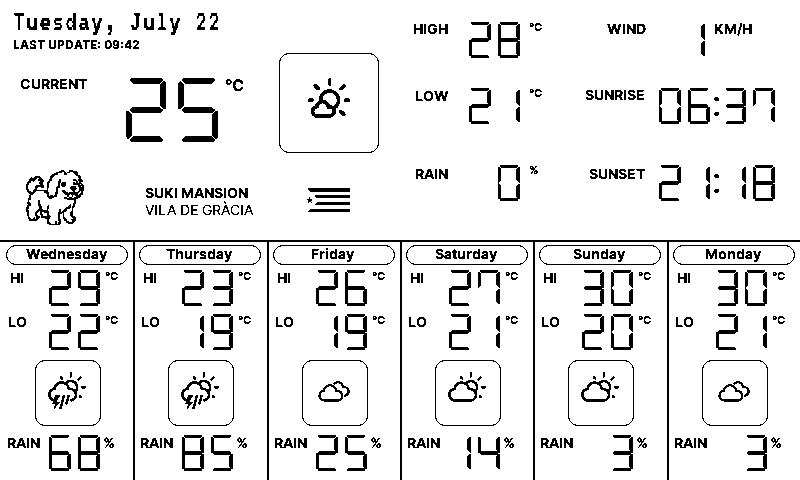 Tuesday, July 22
LAST UPDATE: 09:42
CURRENT 25 °C
HIGH 28 °C
LOW 21 °C
RAIN 0 %
WIND 1 KM/H
SUNRISE 06:37
SUNSET 21:18
SUKI MANSION
VILA DE GRÀCIA
Wednesday
HI 29 °C
LO 22 °C
RAIN 68 %
Thursday
HI 23 °C
LO 19 °C
RAIN 85 %
Friday
HI 26 °C
LO 19 °C
RAIN 25 %
Saturday
HI 27 °C
LO 21 °C
RAIN 14 %
Sunday
HI 30 °C
LO 20 °C
RAIN 3 %
Monday
HI 30 °C
LO 21 °C
RAIN 3 %